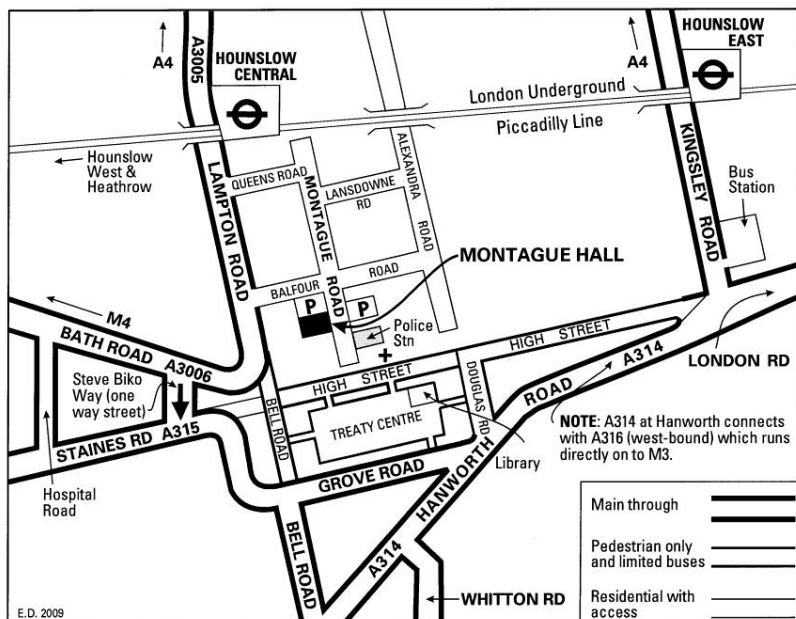 A4
A3005
HOUNSLOW
CENTRAL
A4
HOUNSLOW
EAST
London Underground
Piccadilly Line
Hounslow
West &
Heathrow
LAMPTON ROAD
QUEENS ROAD
MONTAGUE ROAD
LANSDOWNE
RD
ALEXANDRA ROAD
KINGSLEY ROAD
Bus
Station
MONTAGUE HALL
BALFOUR ROAD
P
P
Police
Stn
M4
BATH ROAD A3006
Steve Biko
Way (one
way street)
STAINES RD A315
Hospital
Road
HIGH STREET
HIGH STREET
BELL ROAD
TREATY CENTRE
DOUGLAS RD
Library
GROVE ROAD
BELL ROAD
A314 HANWORTH ROAD A314
LONDON RD
NOTE: A314 at Hanworth connects
with A316 (west-bound) which runs
directly on to M3.
WHITTON RD
Main through
Pedestrian only
and limited buses
Residential with
access
E.D. 2009